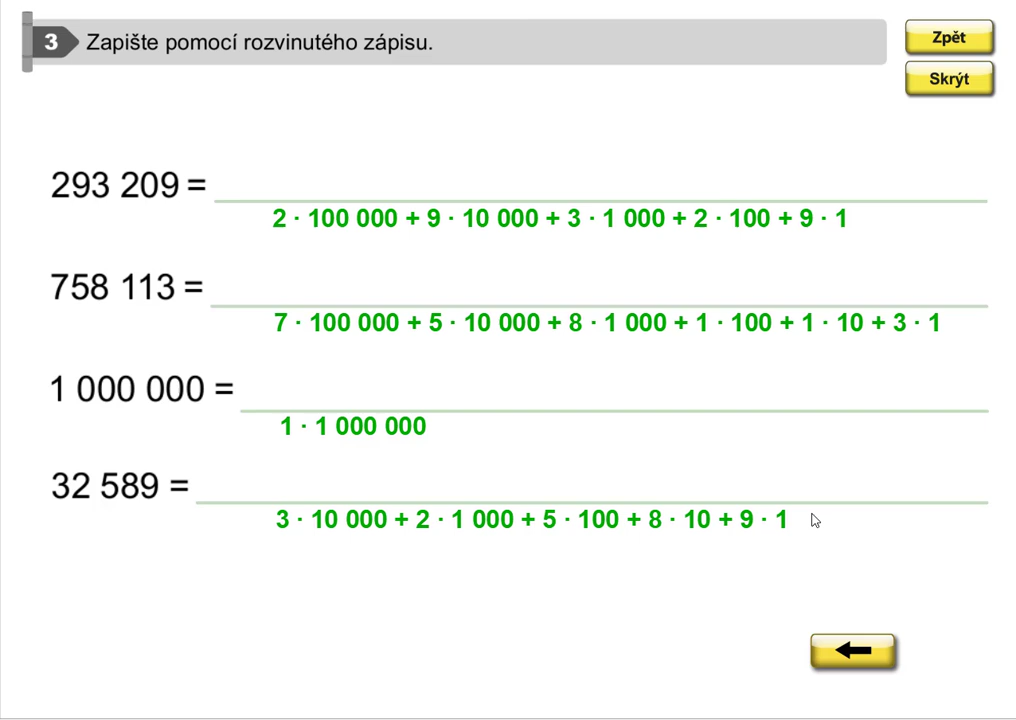 3 Zapište pomocí rozvinutého zápisu.
Zpět
Skrýt
293 209 =
2 · 100 000 + 9 · 10 000 + 3 · 1 000 + 2 · 100 + 9 · 1
758 113 =
7 · 100 000 + 5 · 10 000 + 8 · 1 000 + 1 · 100 + 1 · 10 + 3 · 1
1 000 000 =
1 · 1 000 000
32 589 =
3 · 10 000 + 2 · 1 000 + 5 · 100 + 8 · 10 + 9 · 1